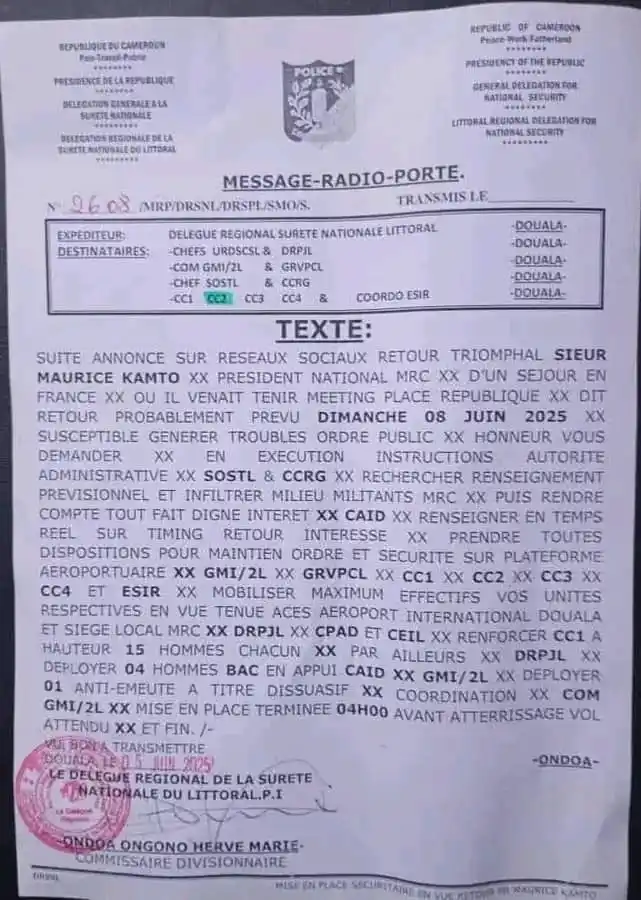 REPUBLIQUE DU CAMEROUN
Paix-Travail-Patrie
********
PRESIDENCE DE LA REPUBLIQUE
********
DELEGATION GENERALE A LA
SURETE NATIONALE
********
DELEGATION REGIONALE DE LA
SURETE NATIONALE DU LITTORAL
********
POLICE
REPUBLIC OF CAMEROON
Peace-Work-Fatherland
********
PRESIDENCY OF THE REPUBLIC
********
GENERAL DELEGATION FOR
NATIONAL SECURITY
********
LITTORAL REGIONAL DELEGATION FOR
NATIONAL SECURITY
********
MESSAGE-RADIO-PORTE.
N° 2608 /MRP/DRSNL/DRSPL/SMO/S. TRANSMIS LE
EXPEDITEUR: DELEGUE REGIONAL SURETE NATIONALE LITTORAL -DOUALA-
DESTINATAIRES: -CHEFS URDSCSL & DRPJL -DOUALA-
-COM GMI/2L & GRVPCL -DOUALA-
-CHEF SOSTL & CCRG -DOUALA-
-CC1 CC2 CC3 CC4 & COORDO ESIR -DOUALA-
TEXTE:
SUITE ANNONCE SUR RESEAUX SOCIAUX RETOUR TRIOMPHAL SIEUR
MAURICE KAMTO XX PRESIDENT NATIONAL MRC XX D'UN SEJOUR EN
FRANCE XX OU IL VENAIT TENIR MEETING PLACE REPUBLIQUE XX DIT
RETOUR PROBABLEMENT PREVU DIMANCHE 08 JUIN 2025 XX
SUSCEPTIBLE GENERER TROUBLES ORDRE PUBLIC XX HONNEUR VOUS
DEMANDER XX EN EXECUTION INSTRUCTIONS AUTORITE
ADMINISTRATIVE XX SOSTL & CCRG XX RECHERCHER RENSEIGNEMENT
PREVISIONNEL ET INFILTRER MILIEU MILITANTS MRC XX PUIS RENDRE
COMPTE TOUT FAIT DIGNE INTERET XX CAID XX RENSEIGNER EN TEMPS
REEL SUR TIMING RETOUR INTERESSE XX PRENDRE TOUTES
DISPOSITIONS POUR MAINTIEN ORDRE ET SECURITE SUR PLATEFORME
AEROPORTUAIRE XX GMI/2L XX GRVPCL XX CC1 XX CC2 XX CC3 XX
CC4 ET ESIR XX MOBILISER MAXIMUM EFFECTIFS VOS UNITES
RESPECTIVES EN VUE TENUE ACES AEROPORT INTERNATIONAL DOUALA
ET SIEGE LOCAL MRC XX DRPJL XX CPAD ET CEIL XX RENFORCER CC1 A
HAUTEUR 15 HOMMES CHACUN XX PAR AILLEURS XX DRPJL XX
DEPLOYER 04 HOMMES BAC EN APPUI CAID XX GMI/2L XX DEPLOYER
01 ANTI-EMEUTE A TITRE DISSUASIF XX COORDINATION XX COM
GMI/2L XX MISE EN PLACE TERMINEE 04H00 AVANT ATTERRISSAGE VOL
ATTENDU XX ET FIN. /-
VU, BON A TRANSMETTRE
DOUALA, LE 05 JUIN 2025
LE DELEGUE REGIONAL DE LA SURETE
NATIONALE DU LITTORAL.P.I
-ONDOA-
-ONDOA ONGONO HERVE MARIE-
COMMISSAIRE DIVISIONNAIRE
MISE EN PLACE SECURITAIRE EN VUE RETOUR DE MAURICE KAMTO